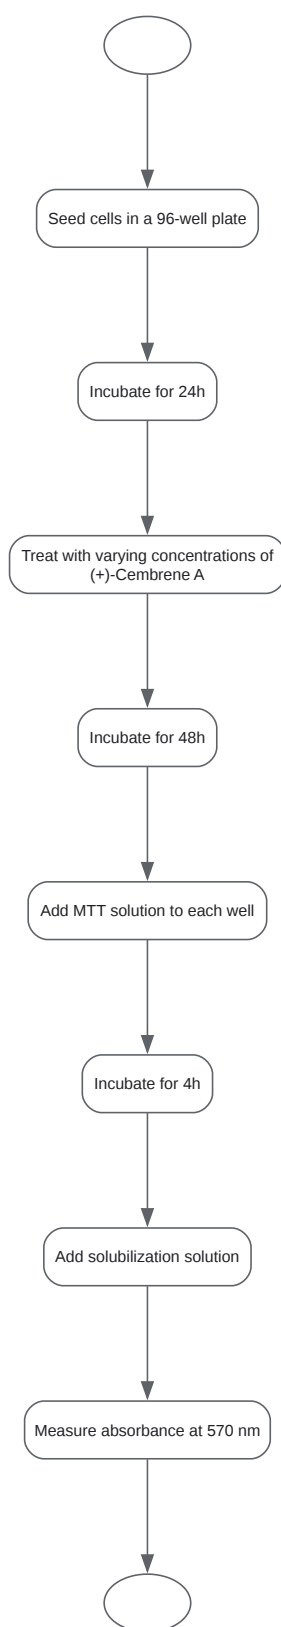 Seed cells in a 96-well plate
Incubate for 24h
Treat with varying concentrations of
(+)-Cembrene A
Incubate for 48h
Add MTT solution to each well
Incubate for 4h
Add solubilization solution
Measure absorbance at 570 nm